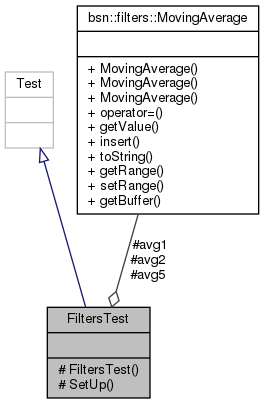 bsn::filters::MovingAverage
+ MovingAverage()
+ MovingAverage()
+ MovingAverage()
+ operator=()
+ getValue()
+ insert()
+ toString()
+ getRange()
+ setRange()
+ getBuffer()
Test
#avg1
#avg2
#avg5
FiltersTest
# FiltersTest()
# SetUp()